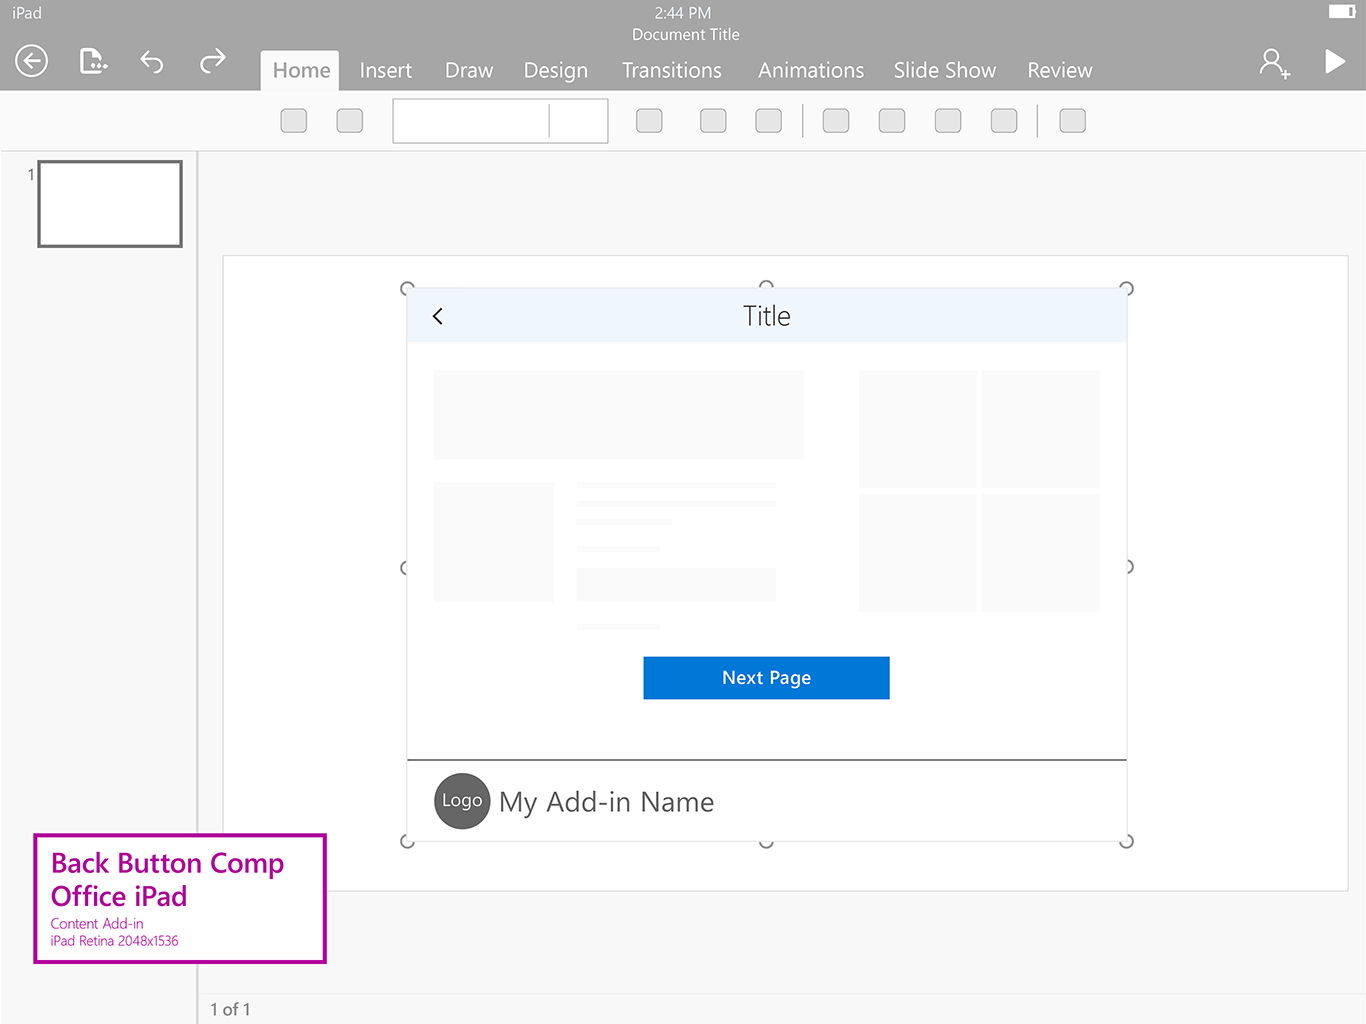 iPad
2:44 PM
Document Title
Home Insert Draw Design Transitions Animations Slide Show Review
1
Title
Next Page
Logo My Add-in Name
Back Button Comp
Office iPad
Content Add-in
iPad Retina 2048x1536
1 of 1